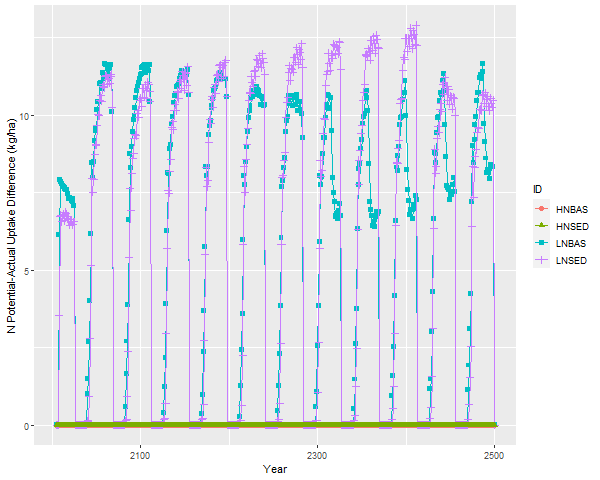 N Potential-Actual Uptake Difference (kg/ha)
10
5
0
2100
2300
2500
Year
ID
HNBAS
HNSED
LNBAS
LNSED